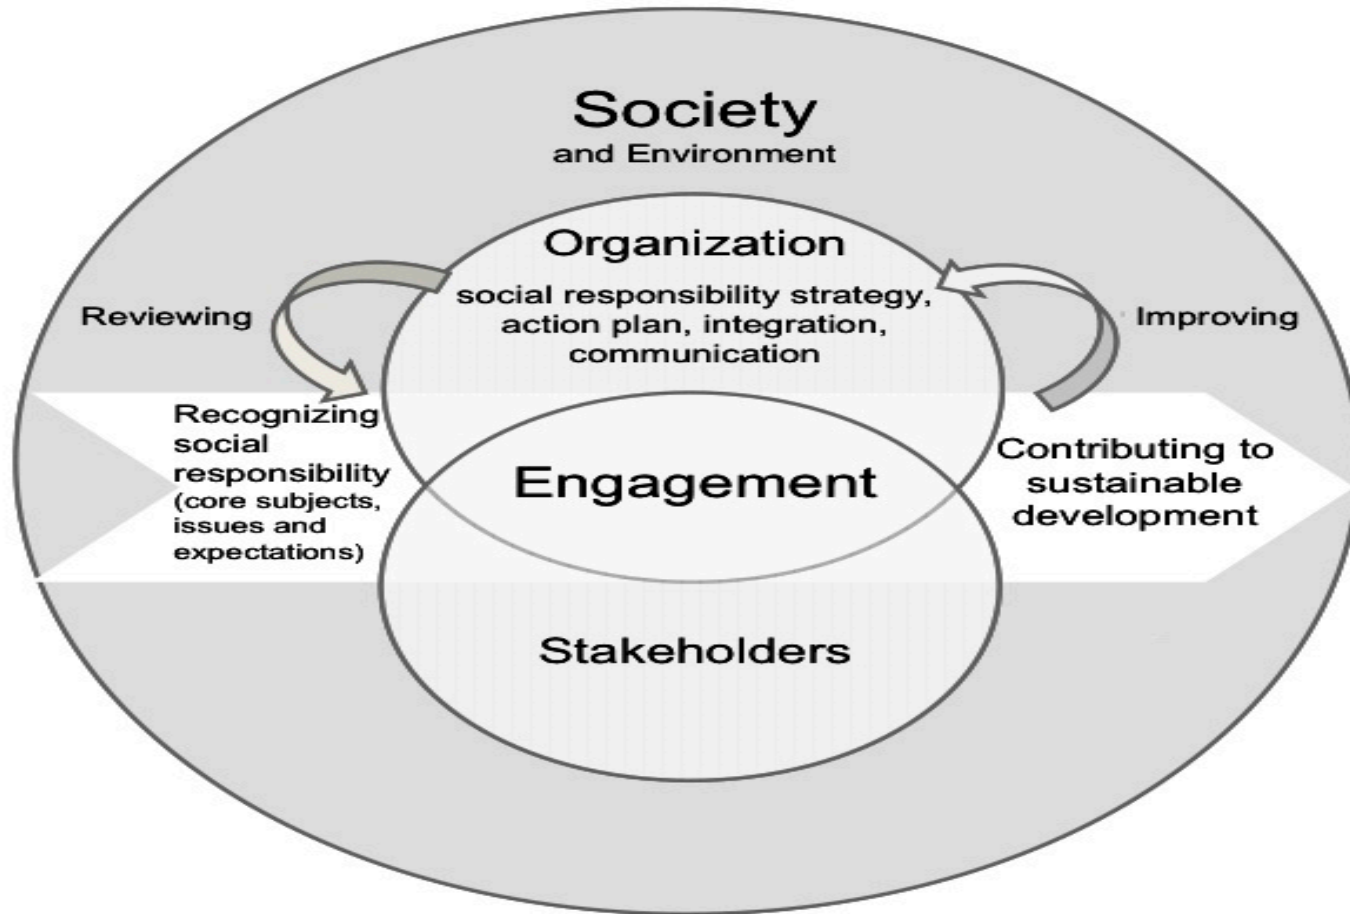 Society
and Environment
Organization
social responsibility strategy,
action plan, integration,
communication
Reviewing
Improving
Recognizing
social
responsibility
(core subjects,
issues and
expectations)
Engagement
Contributing to
sustainable
development
Stakeholders